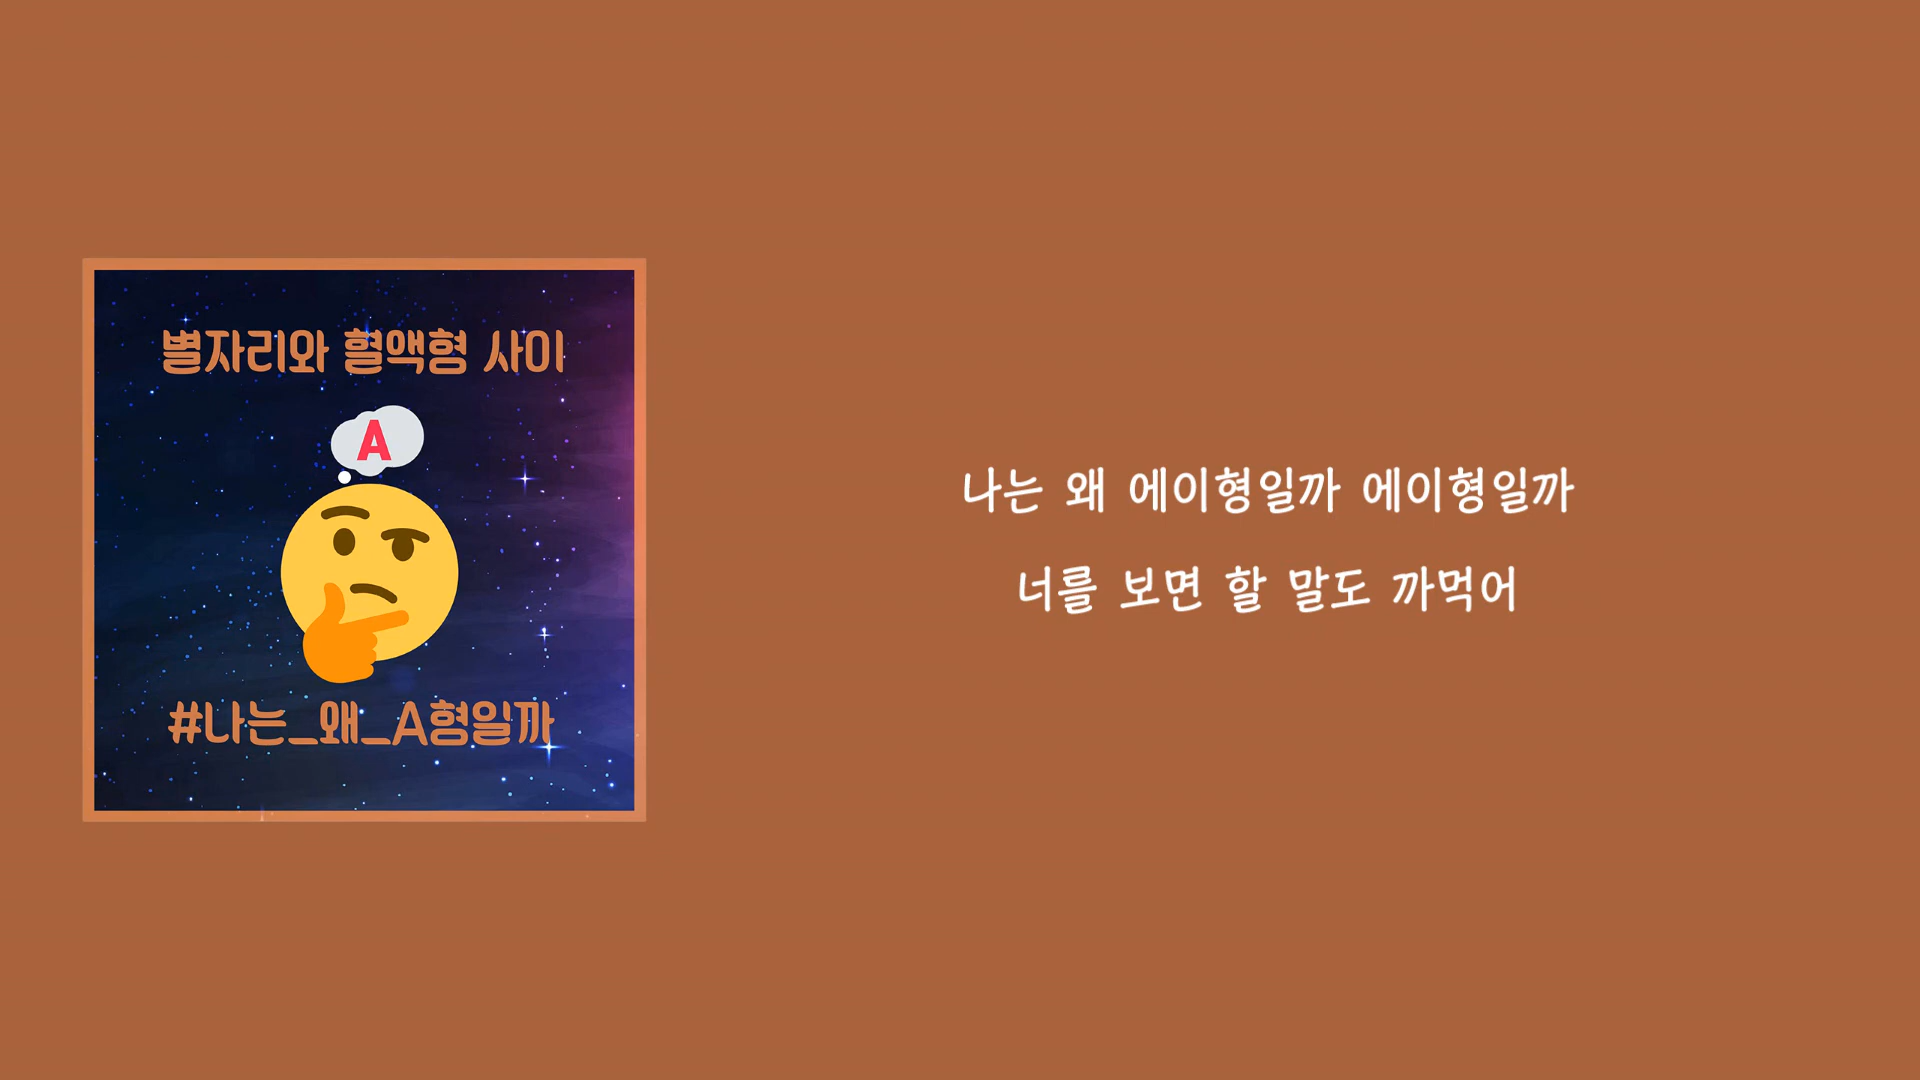 별자리와 혈액형 사이
A
#나는_왜_A형일까
나는 왜 에이형일까 에이형일까
너를 보면 할 말도 까먹어